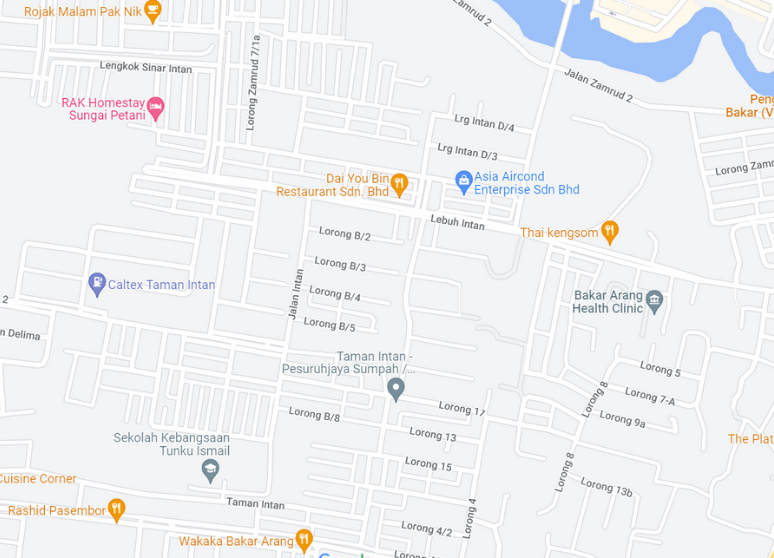 Rojak Malam Pak Nik
Zamrud 2
Lengkok Sinar Intan
Lorong Zamrud 7/1a
Jalan Zamrud 2
RAK Homestay
Sungai Petani
Peng
Bakar (V
Lrg Intan D/4
Lrg Intan D/3
Lorong Zam
Dai You Bin
Restaurant Sdn. Bhd
Asia Aircond
Enterprise Sdn Bhd
Lebuh Intan
Thai kengsom
Lorong B/2
Lorong B/3
Caltex Taman Intan
Jalan Intan
Lorong B/4
Bakar Arang
Health Clinic
2
n Delima
Lorong B/5
Taman Intan -
Pesuruhjaya Sumpah /...
Lorong 5
Lorong 8
Lorong 7-A
Lorong 17
Lorong 9a
Lorong B/8
Lorong 13
Sekolah Kebangsaan
Tunku Ismail
The Plat
Lorong 15
Lorong 8
Cuisine Corner
Lorong 13b
Taman Intan
Lorong 4
Rashid Pasembor
Lorong 4/2
Wakaka Bakar Arang